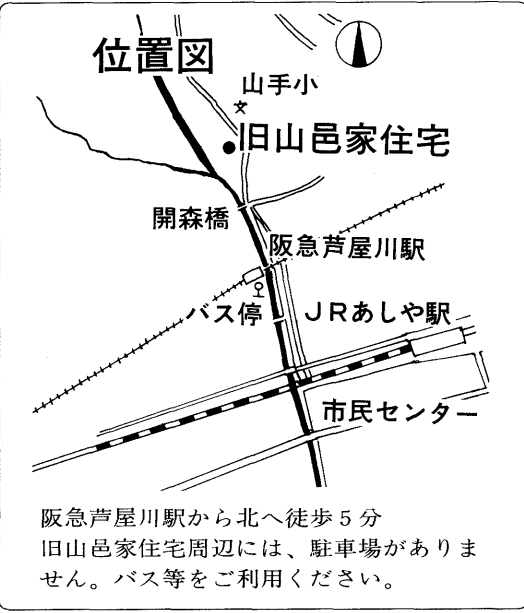 位置図
山手小
旧山邑家住宅
開森橋
阪急芦屋川駅
バス停
JRあしや駅
市民センター
阪急芦屋川駅から北へ徒歩5分
旧山邑家住宅周辺には、駐車場がありま
せん。バス等をご利用ください。